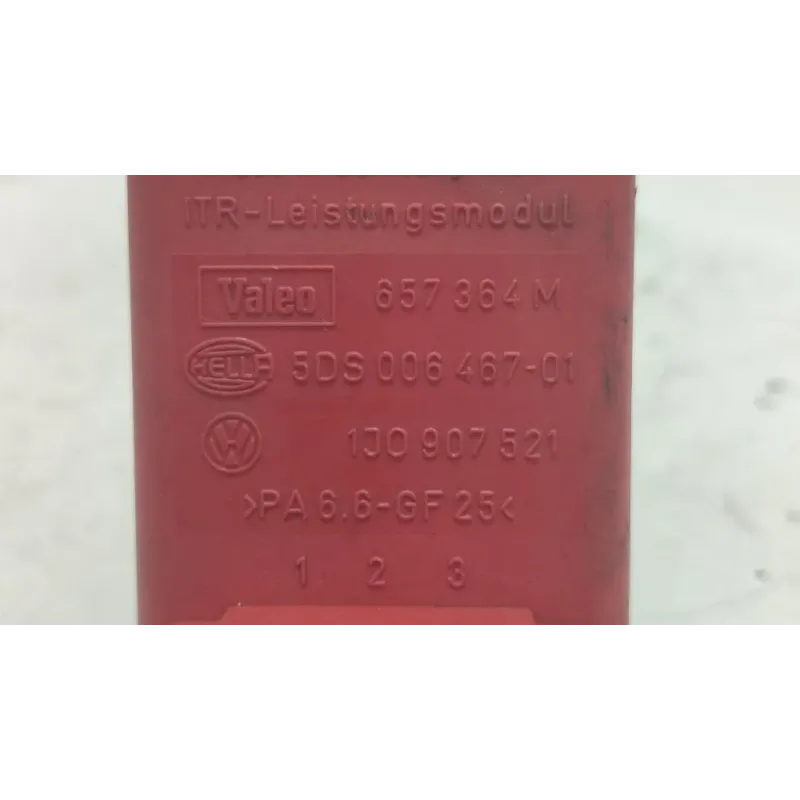 ITR-Leistungsmodul
Valeo 657 364 M
HELLA 5DS 006 467-01
VW 1J0 907 521
>PA 6.6-GF 25<
1 2 3